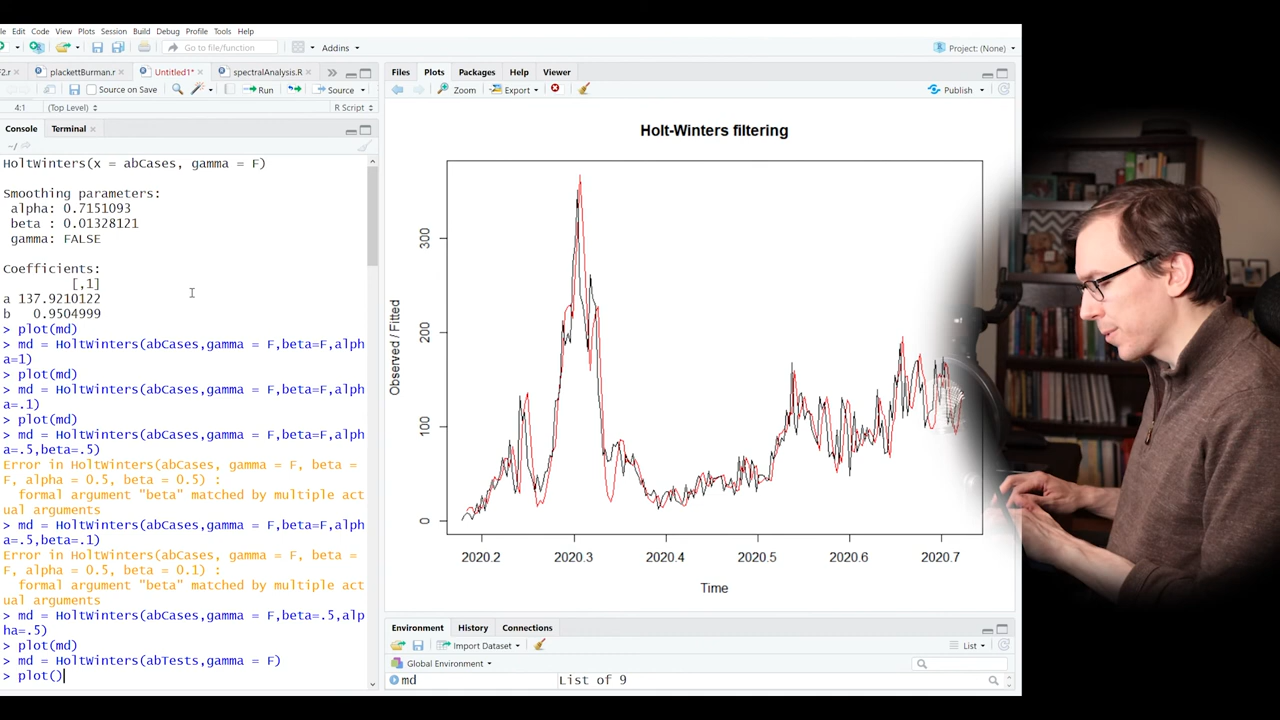 le Edit Code View Plots Session Build Debug Profile Tools Help
Go to file/function Addins Project: (None)
F2.r plackettBurman.r Untitled1* spectralAnalysis.R
Source on Save Run Source
4:1 (Top Level) R Script
Console Terminal
~/
HoltWinters(x = abCases, gamma = F)
Smoothing parameters:
alpha: 0.7151093
beta : 0.01328121
gamma: FALSE
Coefficients:
[,1]
a 137.9210122
b 0.9504999
> plot(md)
> md = HoltWinters(abCases,gamma = F,beta=F,alph
a=1)
> plot(md)
> md = HoltWinters(abCases,gamma = F,beta=F,alph
a=.1)
> plot(md)
> md = HoltWinters(abCases,gamma = F,beta=F,alph
a=.5,beta=.5)
Error in HoltWinters(abCases, gamma = F, beta =
F, alpha = 0.5, beta = 0.5) :
formal argument "beta" matched by multiple act
ual arguments
> md = HoltWinters(abCases,gamma = F,beta=F,alph
a=.5,beta=.1)
Error in HoltWinters(abCases, gamma = F, beta =
F, alpha = 0.5, beta = 0.1) :
formal argument "beta" matched by multiple act
ual arguments
> md = HoltWinters(abCases,gamma = F,beta=.5,alp
ha=.5)
> plot(md)
> md = HoltWinters(abTests,gamma = F)
> plot()
Files Plots Packages Help Viewer
Zoom Export Publish
Holt-Winters filtering
Observed / Fitted
300
200
100
0
2020.2 2020.3 2020.4 2020.5 2020.6 2020.7
Time
Environment History Connections
Import Dataset List
Global Environment
md List of 9